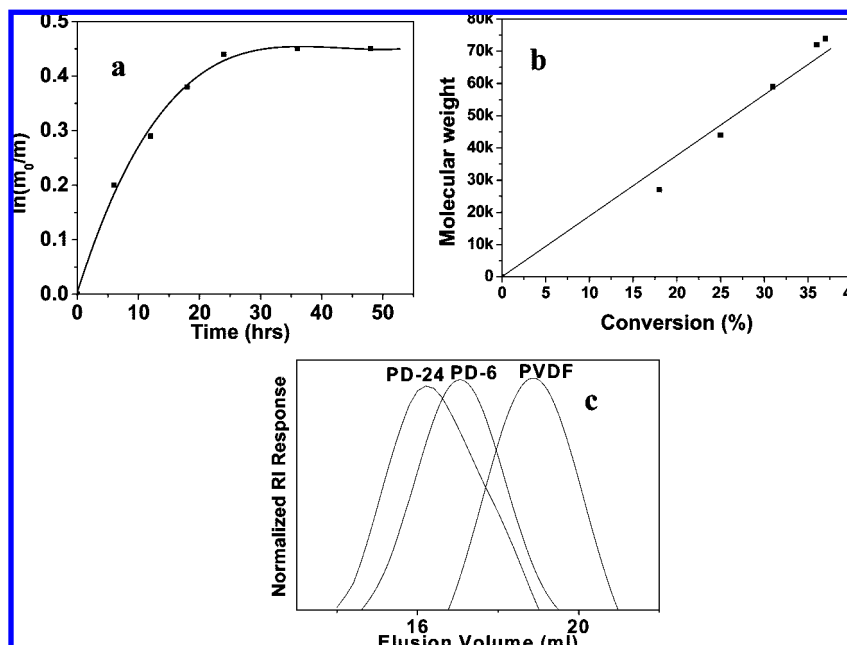 a
ln(m0/m)
0.5
0.4
0.3
0.2
0.1
0.0
0 10 20 30 40 50
Time (hrs)
b
Molecular weight
80k
70k
60k
50k
40k
30k
20k
10k
0
0 5 10 15 20 25 30 35 4
Conversion (%)
PD-24 PD-6 PVDF
c
Normalized RI Response
16 20
Elusion Volume (ml)